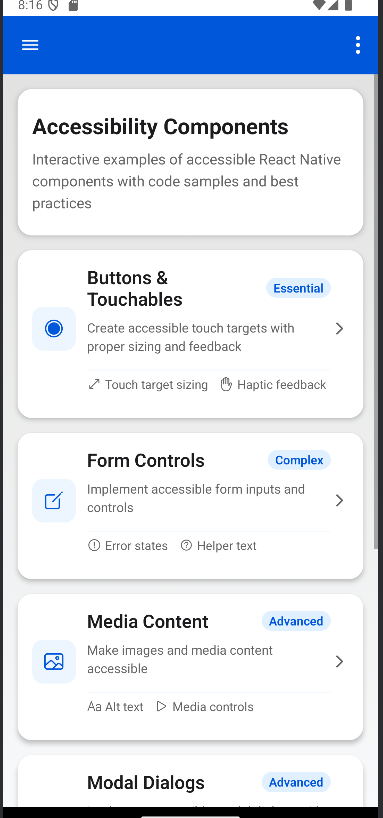 8:16
Accessibility Components
Interactive examples of accessible React Native
components with code samples and best
practices
Buttons &
Touchables
Essential
Create accessible touch targets with
proper sizing and feedback
Touch target sizing
Haptic feedback
Form Controls
Complex
Implement accessible form inputs and
controls
Error states
Helper text
Media Content
Advanced
Make images and media content
accessible
Aa Alt text
Media controls
Modal Dialogs
Advanced